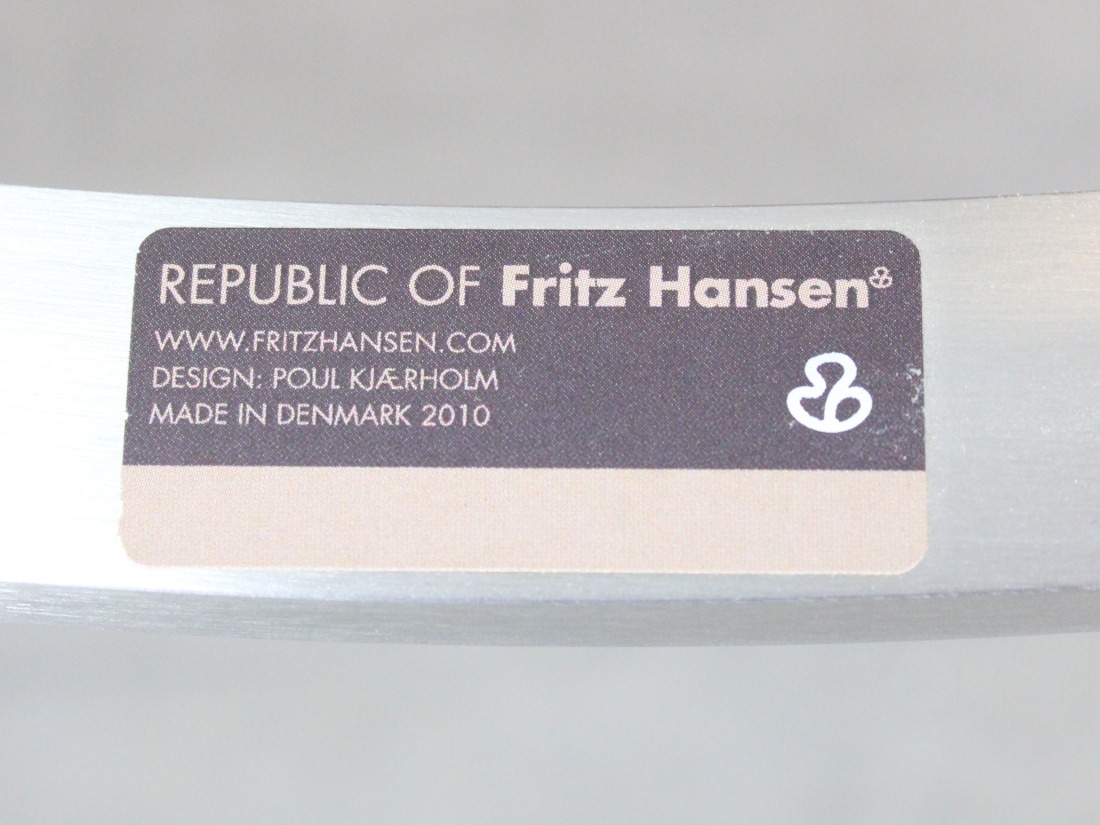 REPUBLIC OF Fritz Hansen
WWW.FRITZHANSEN.COM
DESIGN: POUL KJÆRHOLM
MADE IN DENMARK 2010